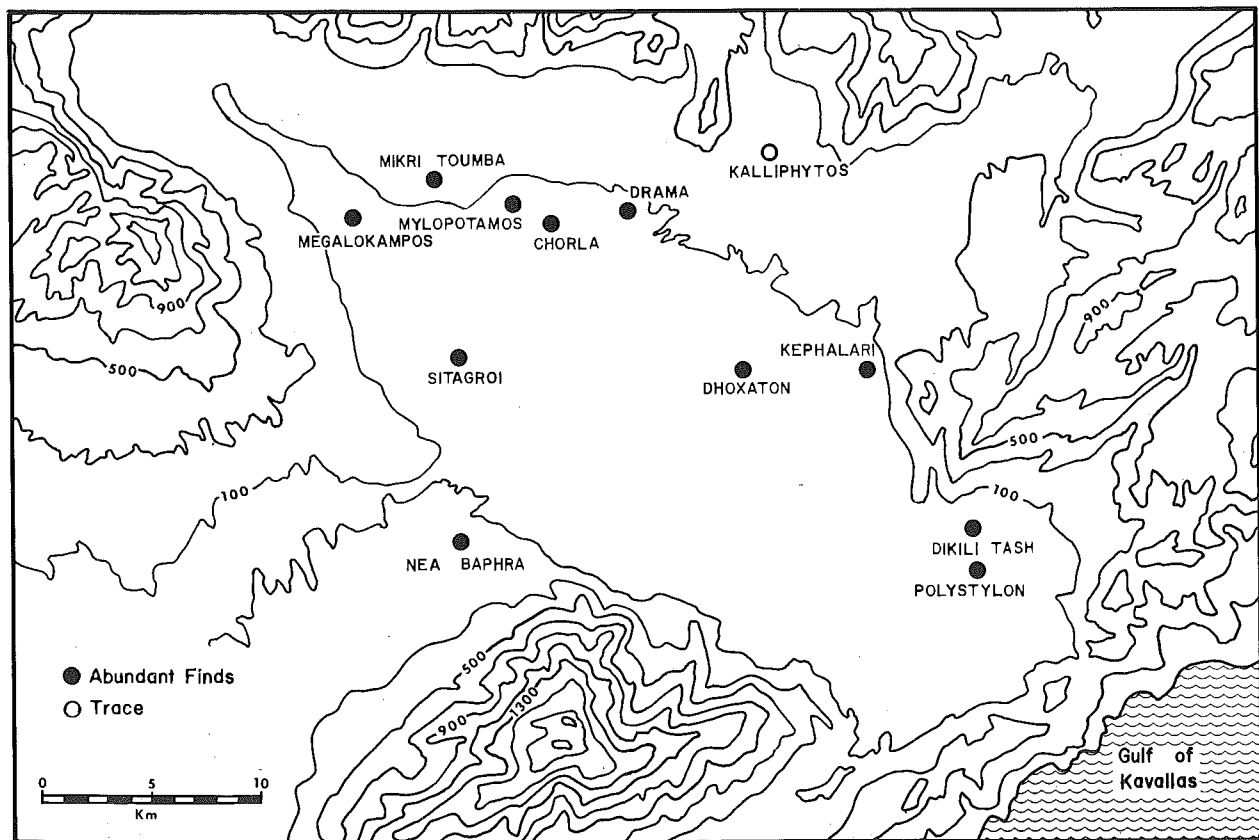 KALLIPHYTOS
MIKRI TOUMBA
DRAMA
MYLOPOTAMOS
MEGALOKAMPOS
CHORLA
900
900
500
SITAGROI
KEPHALARI
DHOXATON
500
100
100
NEA BAPHRA
DIKILI TASH
POLYSTYLON
Abundant Finds
Trace
500
900
1300
0 5 10
Km
Gulf of
Kavallas